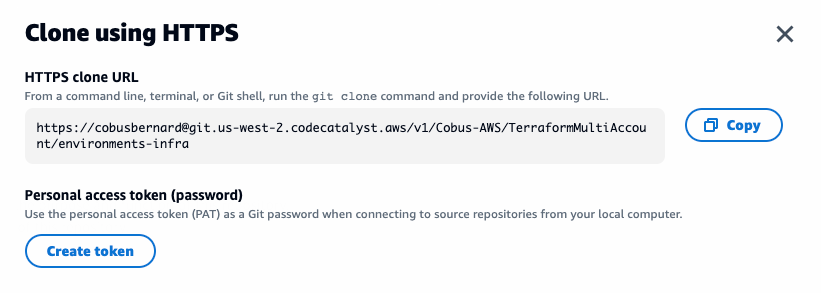 Clone using HTTPS
HTTPS clone URL
From a command line, terminal, or Git shell, run the git clone command and provide the following URL.
https://cobusbernard@git.us-west-2.codecatalyst.aws/v1/Cobus-AWS/TerraformMultiAccou
nt/environments-infra
Copy
Personal access token (password)
Use the personal access token (PAT) as a Git password when connecting to source repositories from your local computer.
Create token